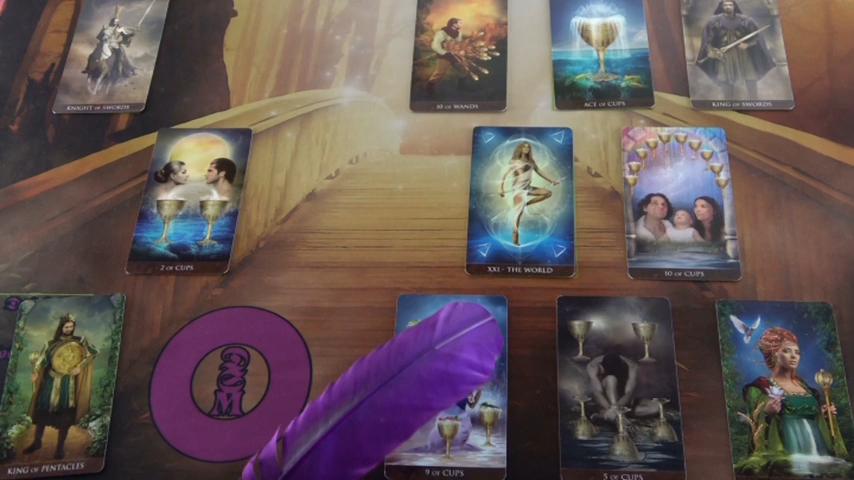 KNIGHT OF SWORDS
10 OF WANDS
ACE OF CUPS
KING OF SWORDS
2 OF CUPS
XXI - THE WORLD
10 OF CUPS
KING OF PENTACLES
9 OF CUPS
5 OF CUPS